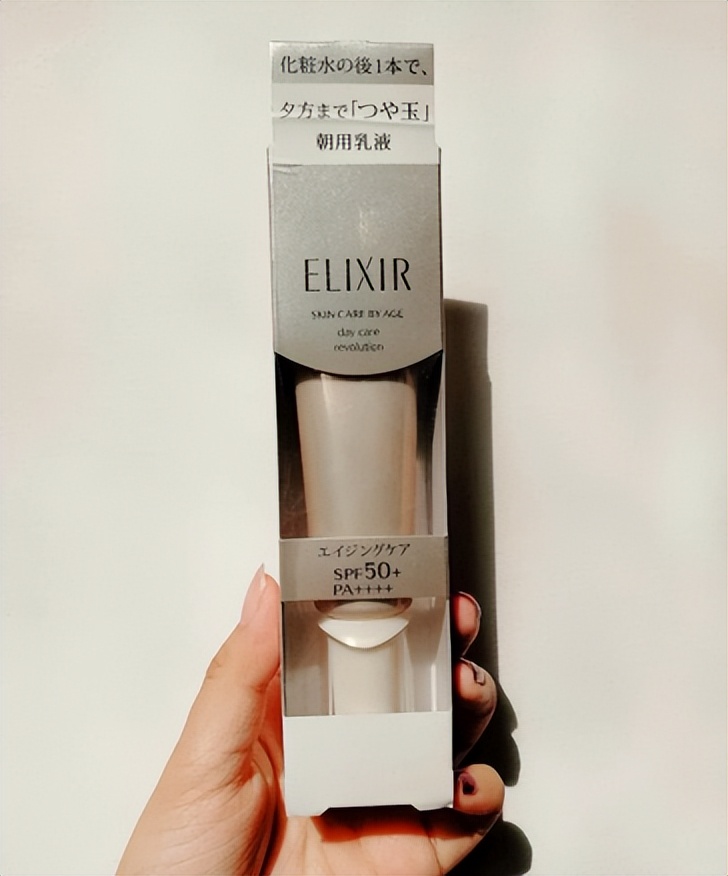 化粧水の後1本で、
夕方まで「つや玉」
朝用乳液
ELIXIR
SKIN CARE BY AGE
day care
revolution
エイジングケア
SPF50+
PA++++